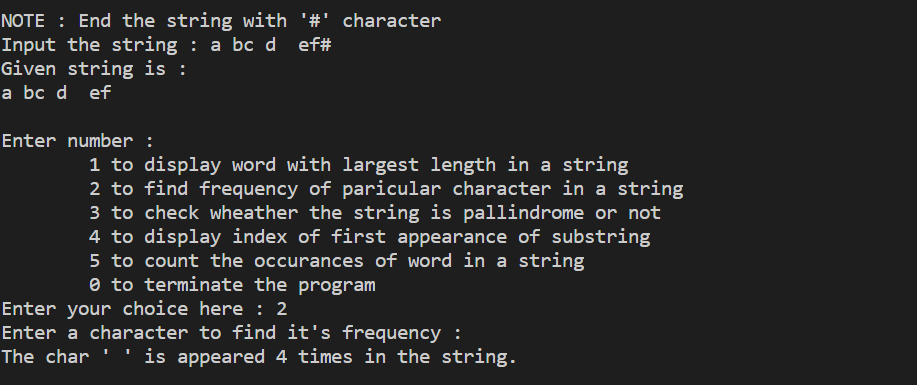 NOTE : End the string with '#' character
Input the string : a bc d  ef#
Given string is :
a bc d  ef
Enter number :
1 to display word with largest length in a string
2 to find frequency of paricular character in a string
3 to check wheather the string is pallindrome or not
4 to display index of first appearance of substring
5 to count the occurances of word in a string
0 to terminate the program
Enter your choice here : 2
Enter a character to find it's frequency :
The char ' ' is appeared 4 times in the string.